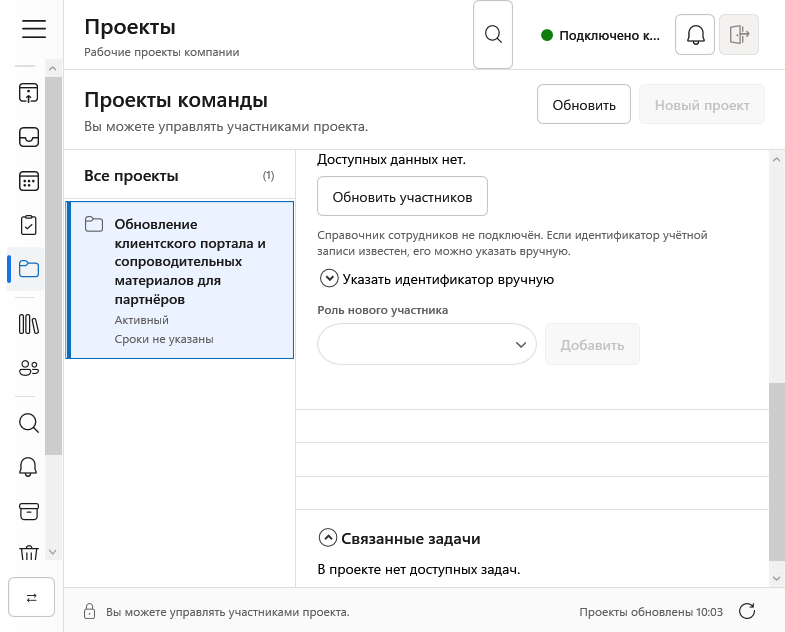 Проекты
Рабочие проекты компании
Подключено к...
Проекты команды
Вы можете управлять участниками проекта.
Обновить
Новый проект
Все проекты
(1)
Обновление
клиентского портала и
сопроводительных
материалов для
партнёров
Активный
Сроки не указаны
Доступных данных нет.
Обновить участников
Справочник сотрудников не подключён. Если идентификатор учётной
записи известен, его можно указать вручную.
Указать идентификатор вручную
Роль нового участника
Добавить
Связанные задачи
В проекте нет доступных задач.
Вы можете управлять участниками проекта.
Проекты обновлены 10:03